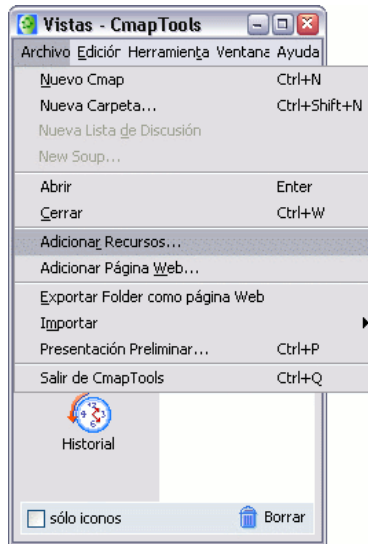 Vistas - CmapTools
Archivo Edición Herramienta Ventana Ayuda
Nuevo Cmap Ctrl+N
Nueva Carpeta... Ctrl+Shift+N
Nueva Lista de Discusión
New Soup...
Abrir Enter
Cerrar Ctrl+W
Adicionar Recursos...
Adicionar Página Web...
Exportar Folder como página Web
Importar
Presentación Preliminar... Ctrl+P
Salir de CmapTools Ctrl+Q
Historial
sólo iconos Borrar